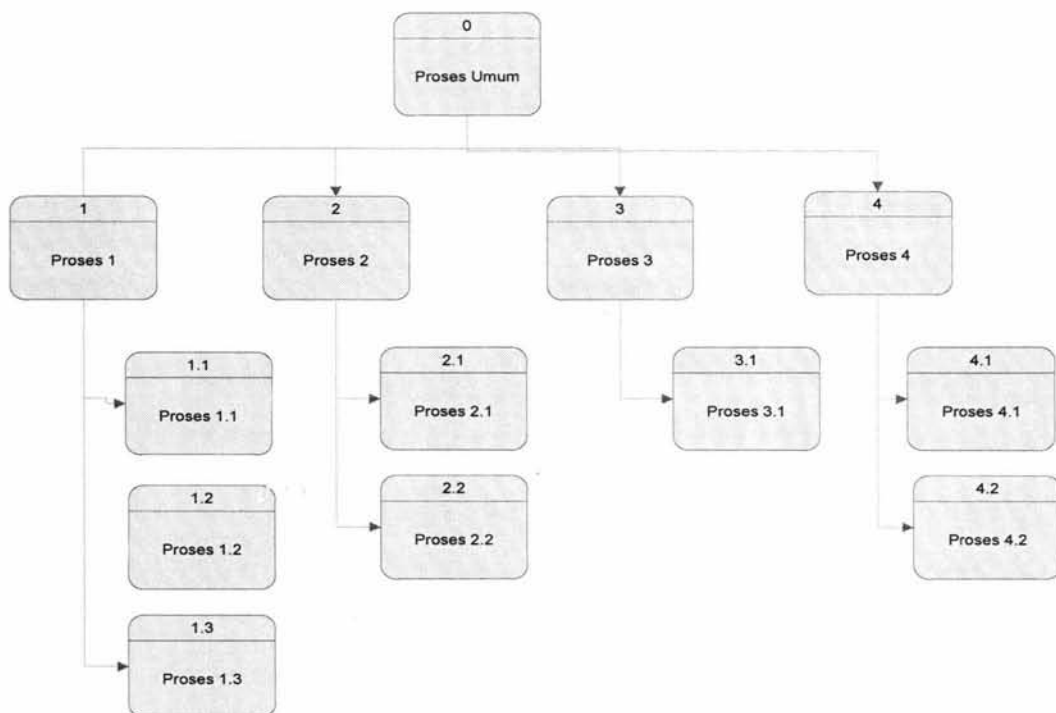 0
Proses Umum
1
Proses 1
2
Proses 2
3
Proses 3
4
Proses 4
1.1
Proses 1.1
2.1
Proses 2.1
3.1
Proses 3.1
4.1
Proses 4.1
1.2
Proses 1.2
2.2
Proses 2.2
4.2
Proses 4.2
1.3
Proses 1.3